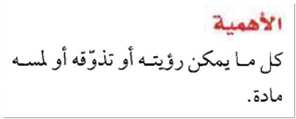 الأهمية
كل ما يمكن رؤيته أو تذوّقه أو لمسه
مادة.